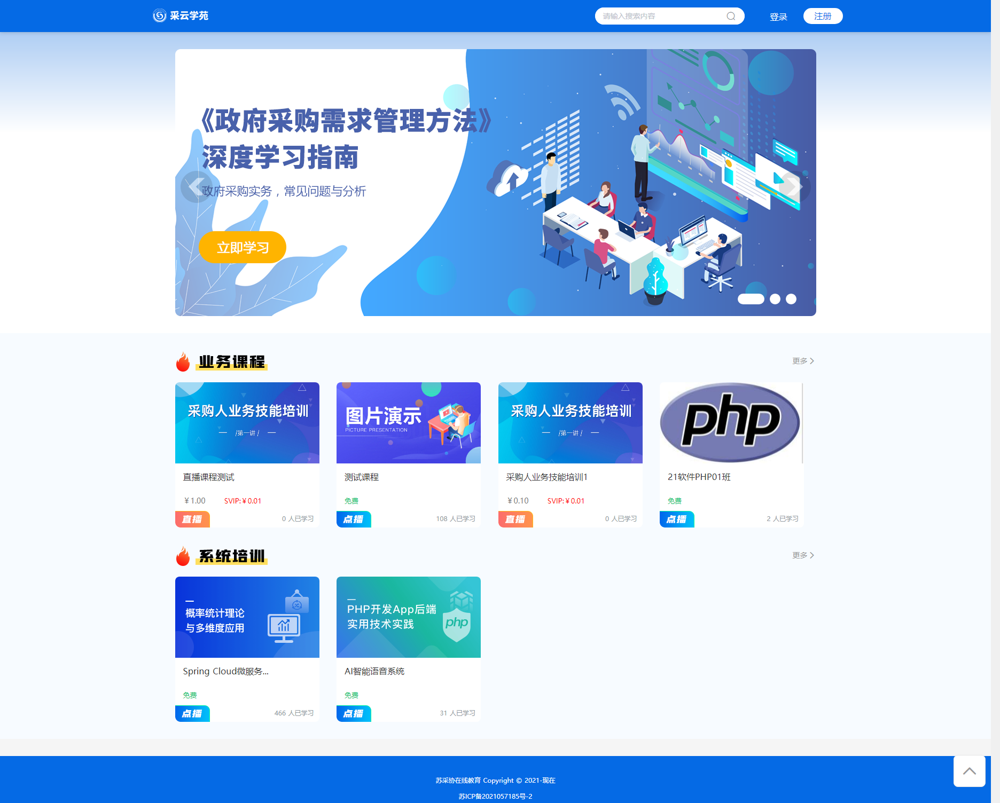 采云学苑
请输入搜索内容
登录
注册
《政府采购需求管理方法》
深度学习指南
政府采购实务，常见问题与分析
立即学习
业务课程
更多
采购人业务技能培训
/第一讲/
图片演示
PICTURE PRESENTATION
采购人业务技能培训
/第一讲/
php
直播课程测试
测试课程
采购人业务技能培训1
21软件PHP01班
￥1.00 SVIP:￥0.01
免费
￥0.10 SVIP:￥0.01
免费
直播 0 人已学习
点播 108 人已学习
直播 0 人已学习
点播 2 人已学习
系统培训
更多
概率统计理论
与多维度应用
PHP开发App后端
实用技术实践
php
Spring Cloud微服务...
AI智能语音系统
免费
免费
点播 466 人已学习
点播 31 人已学习
苏采协在线教育 Copyright © 2021-现在
苏ICP备2021057185号-2